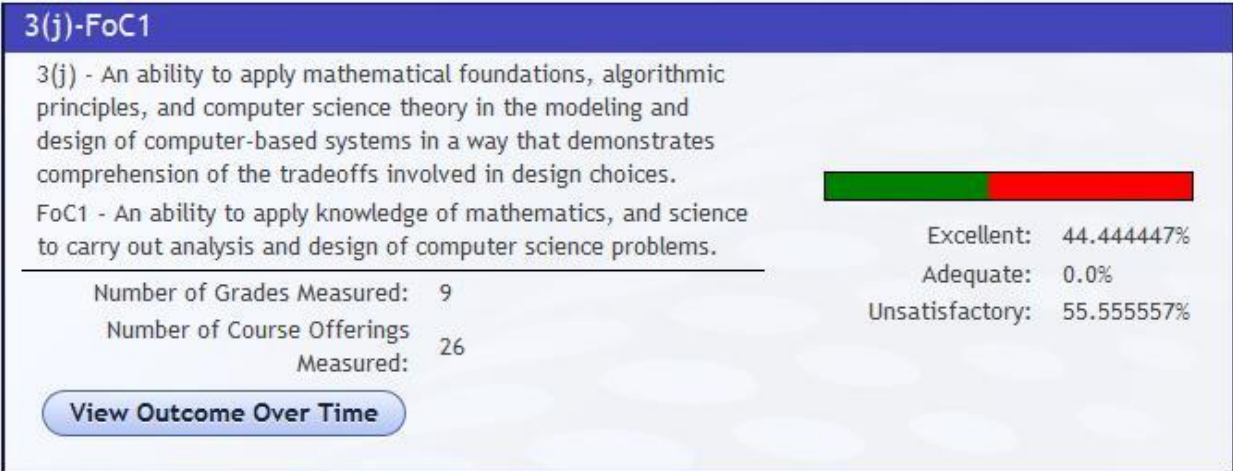 3(j)-FoC1
3(j) - An ability to apply mathematical foundations, algorithmic
principles, and computer science theory in the modeling and
design of computer-based systems in a way that demonstrates
comprehension of the tradeoffs involved in design choices.
FoC1 - An ability to apply knowledge of mathematics, and science
to carry out analysis and design of computer science problems.
Number of Grades Measured: 9
Number of Course Offerings
Measured: 26
View Outcome Over Time
Excellent: 44.444447%
Adequate: 0.0%
Unsatisfactory: 55.555557%